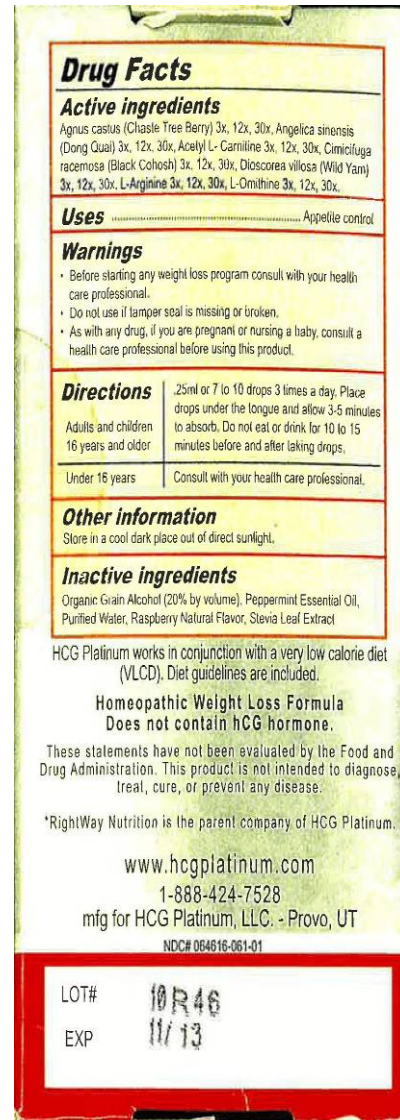 Drug Facts
Active ingredients
Agnus castus (Chaste Tree Berry) 3x, 12x, 30x, Angelica sinensis
(Dong Quai) 3x, 12x, 30x, Acetyl L- Carnitine 3x, 12x, 30x, Cimicifuga
racemosa (Black Cohosh) 3x, 12x, 30x, Dioscorea villosa (Wild Yam)
3x, 12x, 30x, L-Arginine 3x, 12x, 30x, L-Ornithine 3x, 12x, 30x.
Uses ........................................................ Appetite control
Warnings
• Before starting any weight loss program consult with your health
care professional.
• Do not use if tamper seal is missing or broken.
• As with any drug, if you are pregnant or nursing a baby, consult a
health care professional before using this product.
Directions
Adults and children
16 years and older
.25ml or 7 to 10 drops 3 times a day. Place
drops under the tongue and allow 3-5 minutes
to absorb. Do not eat or drink for 10 to 15
minutes before and after taking drops.
Under 16 years Consult with your health care professional.
Other information
Store in a cool dark place out of direct sunlight.
Inactive ingredients
Organic Grain Alcohol (20% by volume), Peppermint Essential Oil,
Purified Water, Raspberry Natural Flavor, Stevia Leaf Extract
HCG Platinum works in conjunction with a very low calorie diet
(VLCD). Diet guidelines are included.
Homeopathic Weight Loss Formula
Does not contain hCG hormone.
These statements have not been evaluated by the Food and
Drug Administration. This product is not intended to diagnose,
treat, cure, or prevent any disease.
*RightWay Nutrition is the parent company of HCG Platinum.
www.hcgplatinum.com
1-888-424-7528
mfg for HCG Platinum, LLC. - Provo, UT
NDC# 064616-061-01
LOT# 10R46
EXP 11/13